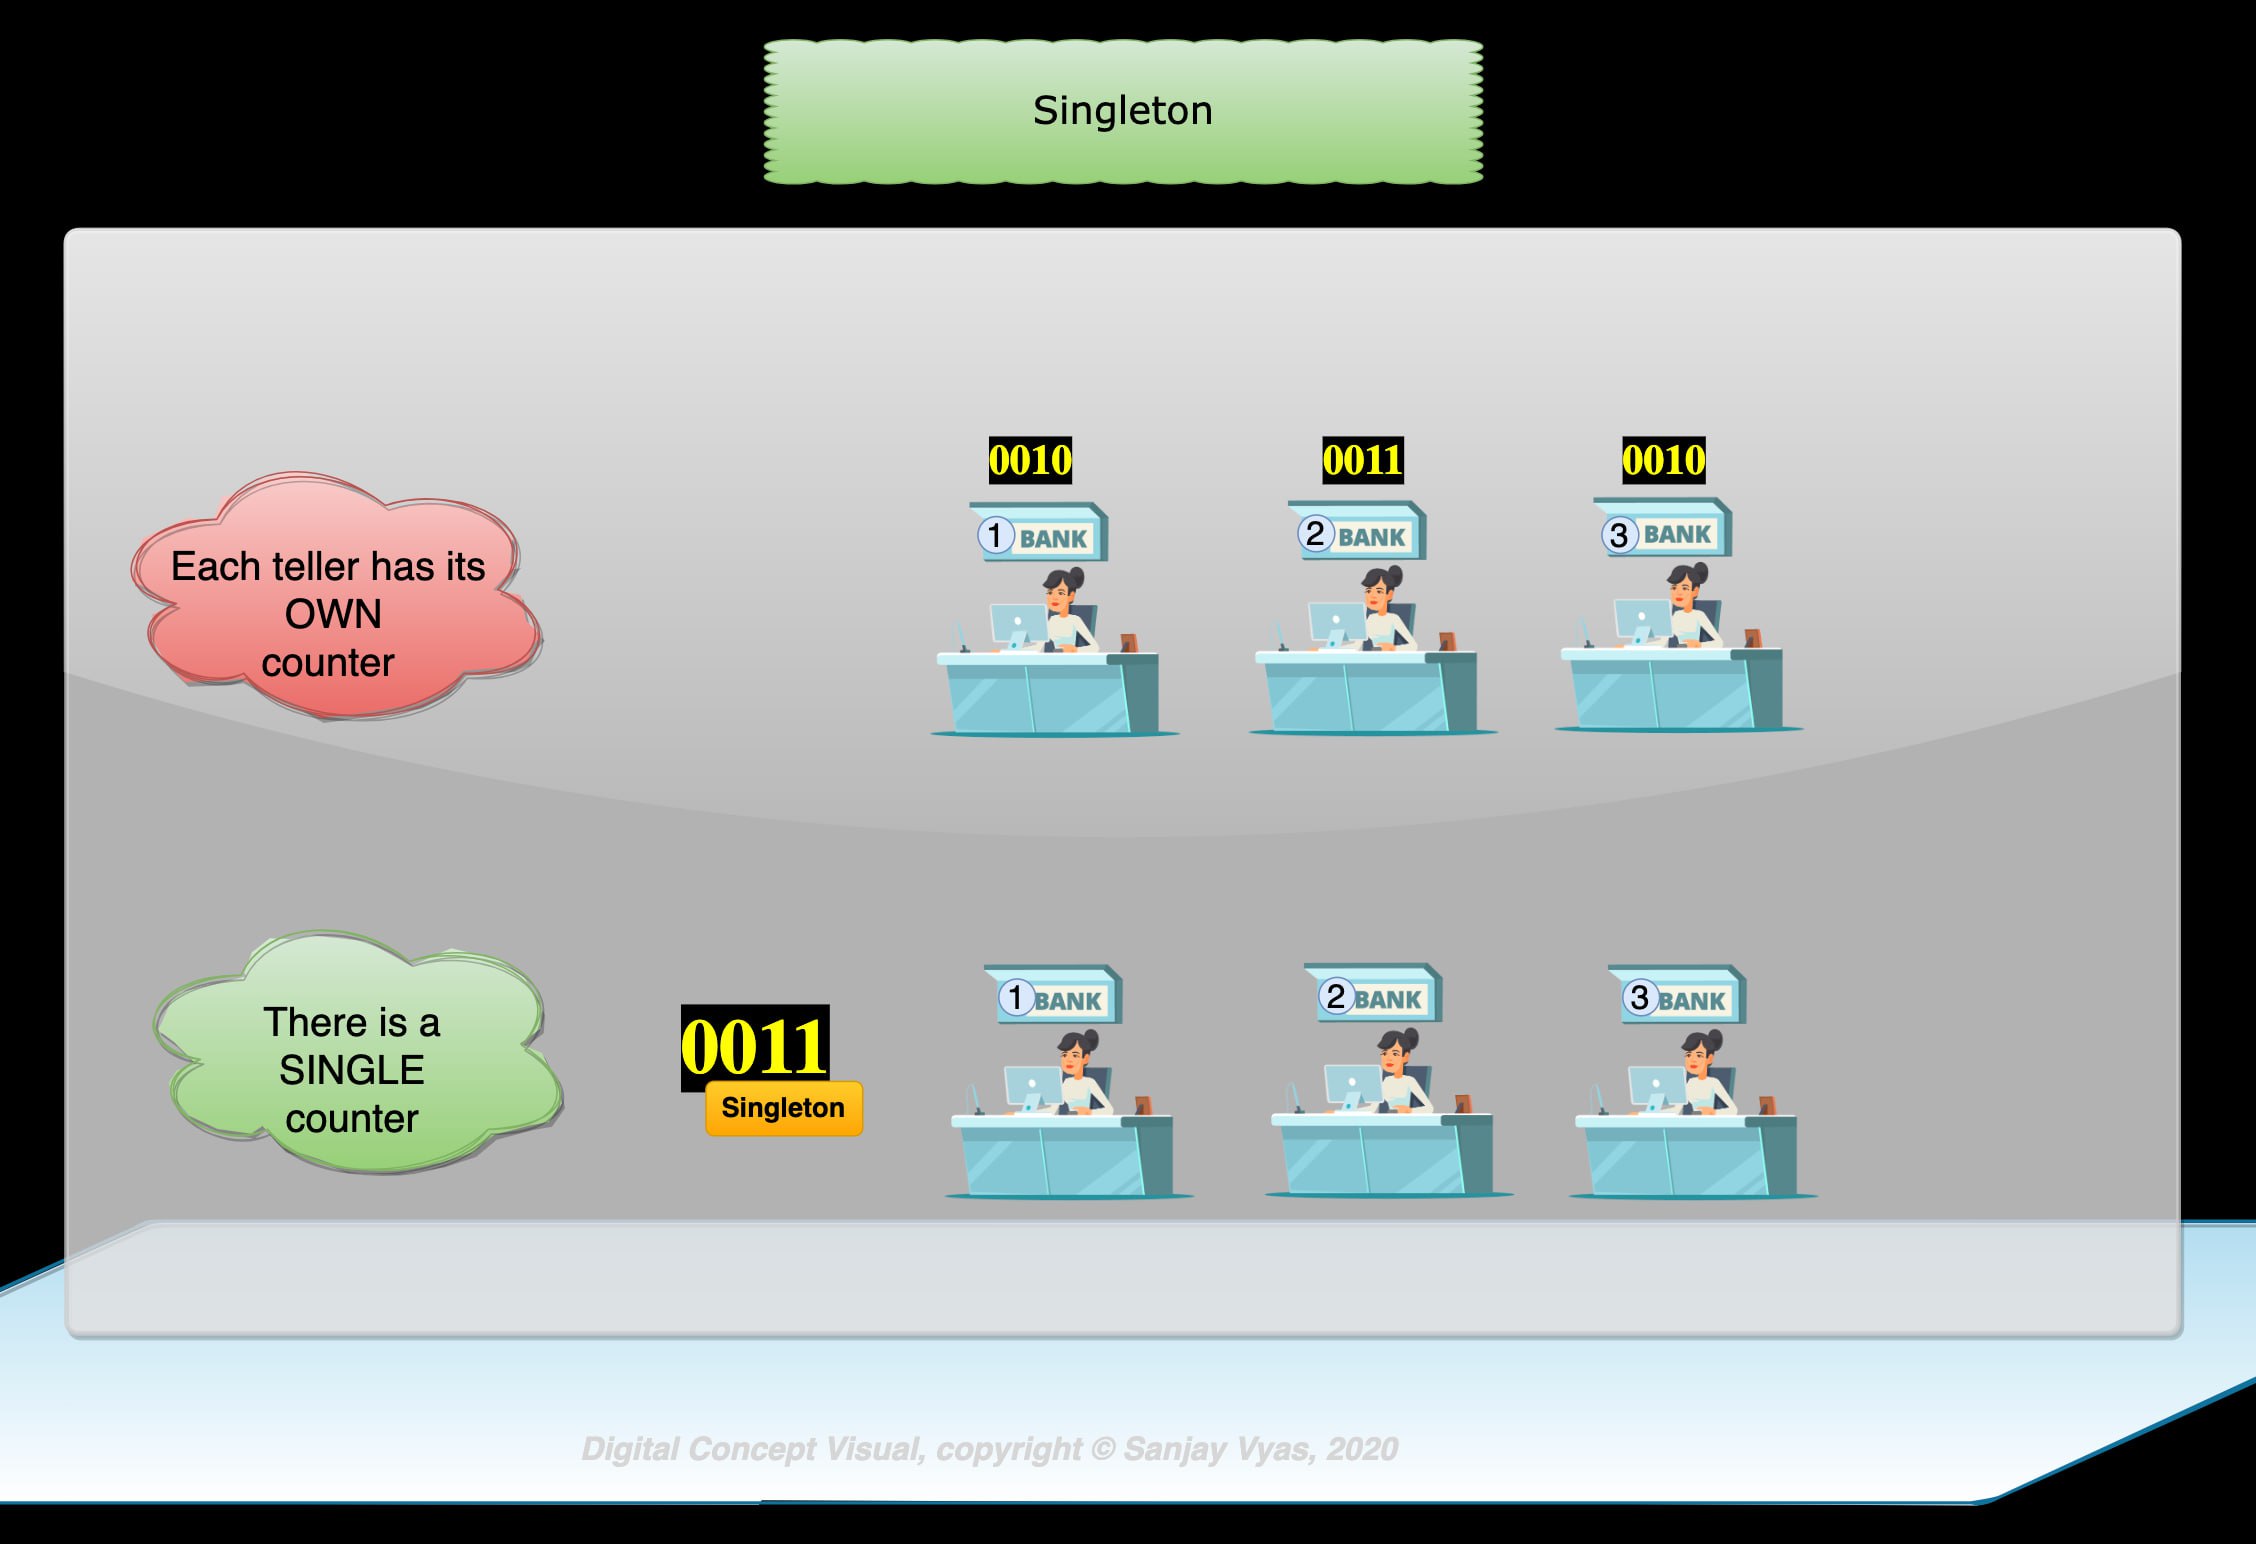 Singleton
0010 0011 0010
1 BANK 2 BANK 3 BANK
Each teller has its
OWN
counter
1 BANK 2 BANK 3 BANK
There is a
SINGLE
counter
0011
Singleton
Digital Concept Visual, copyright © Sanjay Vyas, 2020